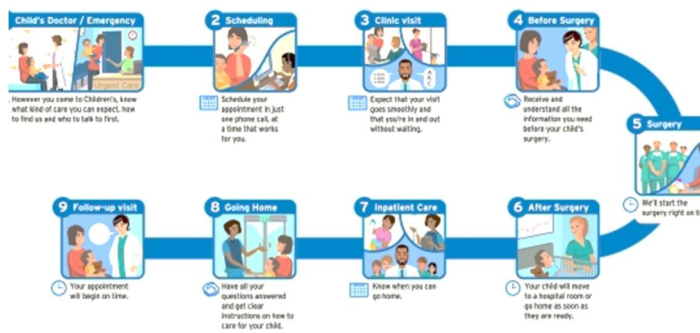 Child's Doctor / Emergency
Urgent Care
However you come to Children's, know
what kind of care you can expect, how
to find us and who to talk to first.
2 Scheduling
Schedule your
appointment in just
one phone call, at
a time that works
for you.
3 Clinic visit
Expect that your visit
goes smoothly and
that you're in and out
without waiting.
4 Before Surgery
Receive and
understand all the
information you need
before your child's
surgery.
5 Surgery
We'll start the
surgery right on
6 After Surgery
Your child will move
to a hospital room or
go home as soon as
they are ready.
7 Inpatient Care
Know when you can
go home.
8 Going Home
Have all your
questions answered
and get clear
instructions on how to
care for your child.
9 Follow-up visit
Your appointment
will begin on time.